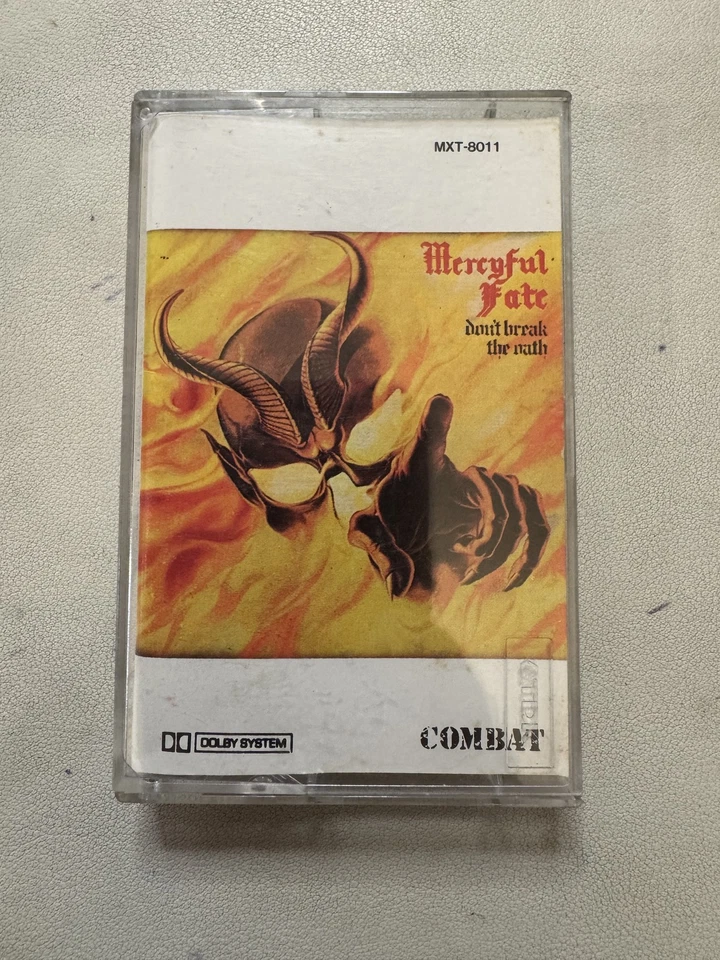 MXT-8011
Mercyful
Fate
don't break
the oath
DOLBY SYSTEM
COMBAT